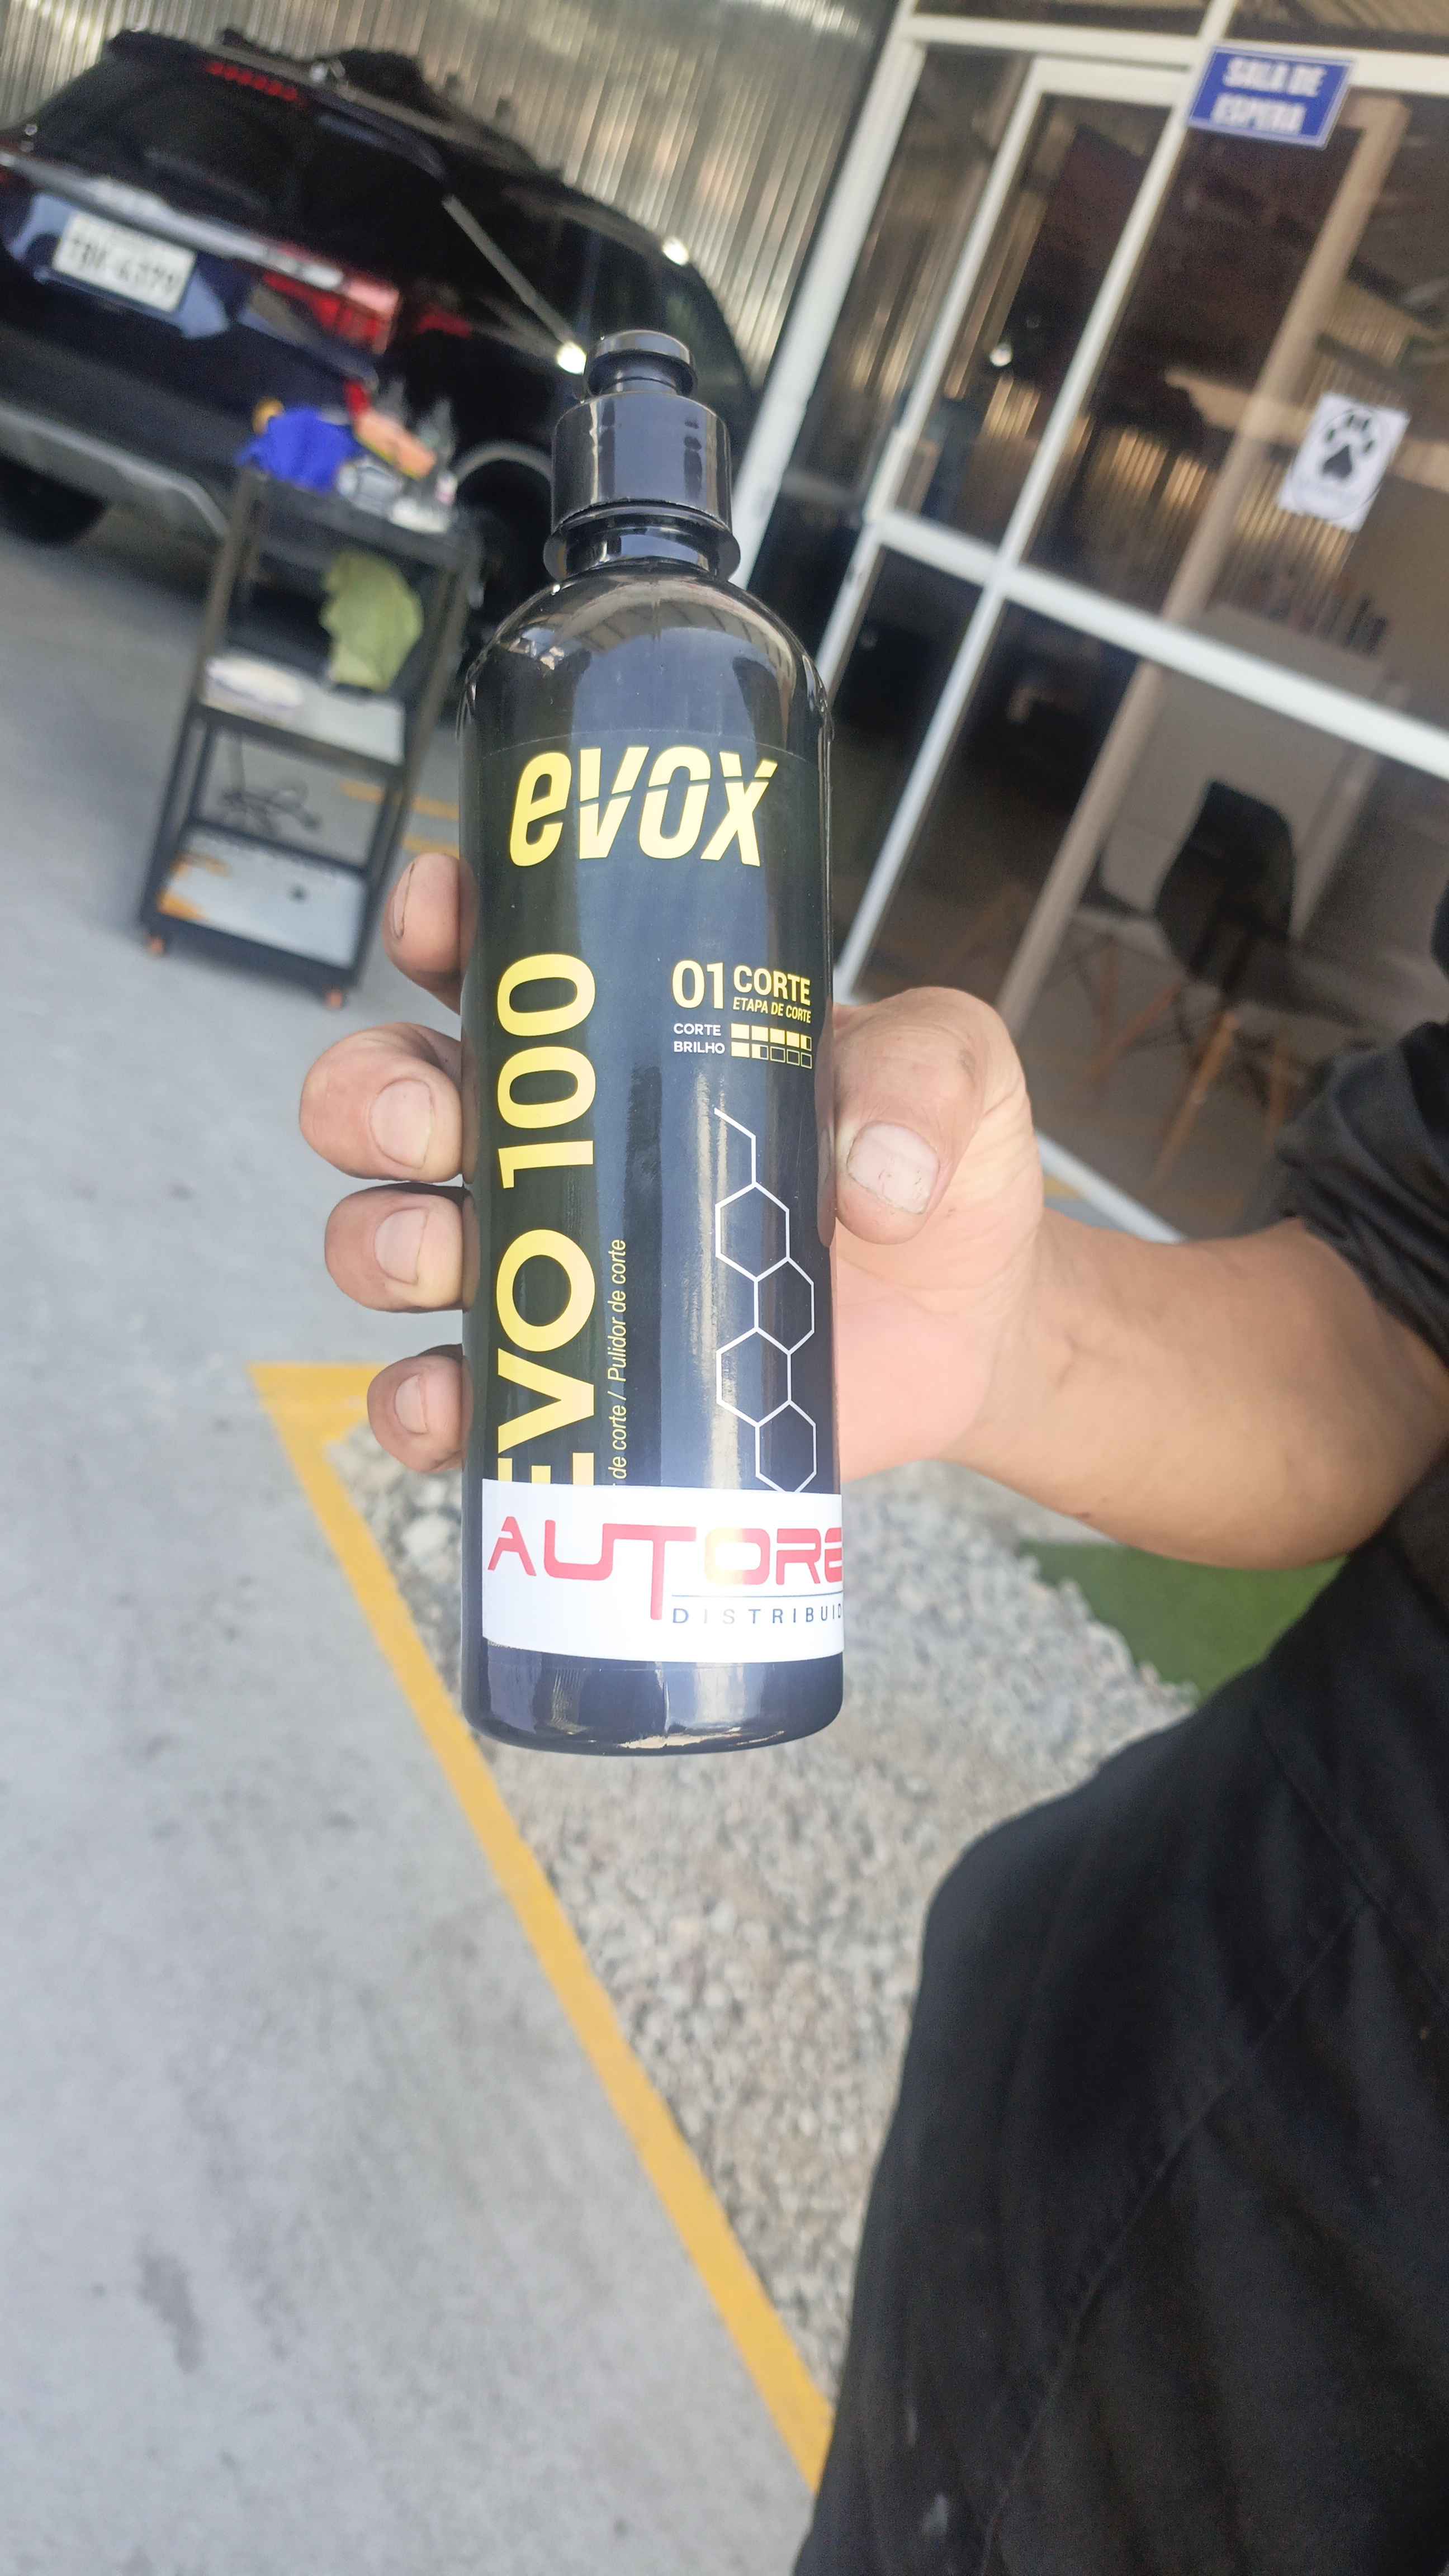 SALA DE
ESPERA
evox
EVO 100
de corte / Pulidor de corte
01 CORTE
ETAPA DE CORTE
CORTE
BRILHO
AUTORE
DISTRIBUID